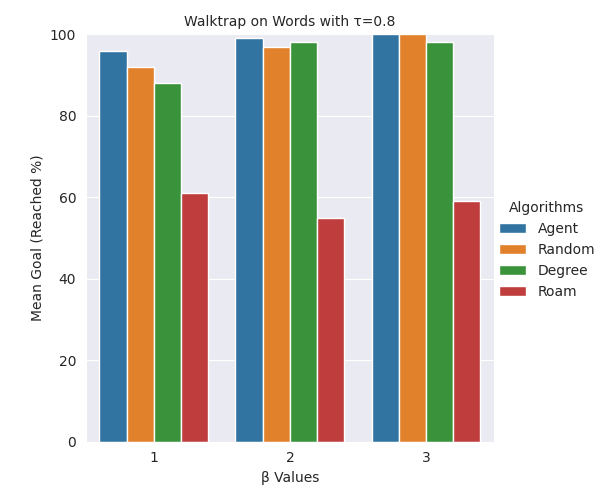 Walktrap on Words with τ=0.8
Mean Goal (Reached %)
100
80
60
40
20
0
1 2 3
β Values
Algorithms
Agent
Random
Degree
Roam